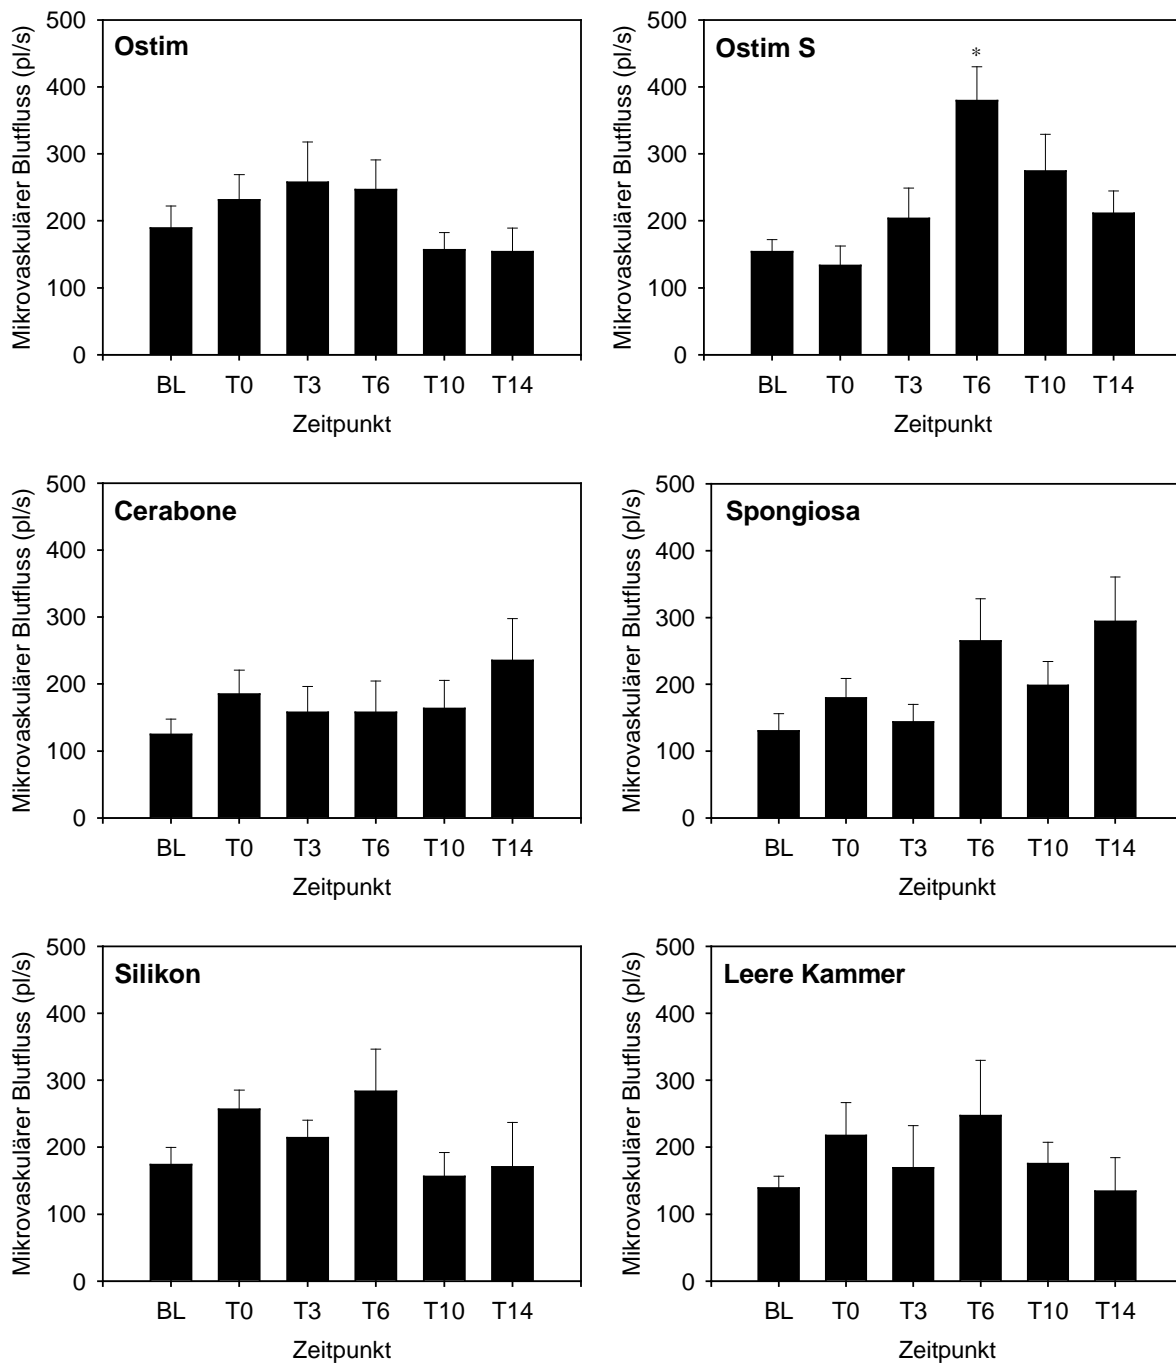 Ostim
Mikrovaskulärer Blutfluss (pl/s)
500
400
300
200
100
0
BL T0 T3 T6 T10 T14
Zeitpunkt
Ostim S
*
Mikrovaskulärer Blutfluss (pl/s)
500
400
300
200
100
0
BL T0 T3 T6 T10 T14
Zeitpunkt
Cerabone
Mikrovaskulärer Blutfluss (pl/s)
500
400
300
200
100
0
BL T0 T3 T6 T10 T14
Zeitpunkt
Spongiosa
Mikrovaskulärer Blutfluss (pl/s)
500
400
300
200
100
0
BL T0 T3 T6 T10 T14
Zeitpunkt
Silikon
Mikrovaskulärer Blutfluss (pl/s)
500
400
300
200
100
0
BL T0 T3 T6 T10 T14
Zeitpunkt
Leere Kammer
Mikrovaskulärer Blutfluss (pl/s)
500
400
300
200
100
0
BL T0 T3 T6 T10 T14
Zeitpunkt